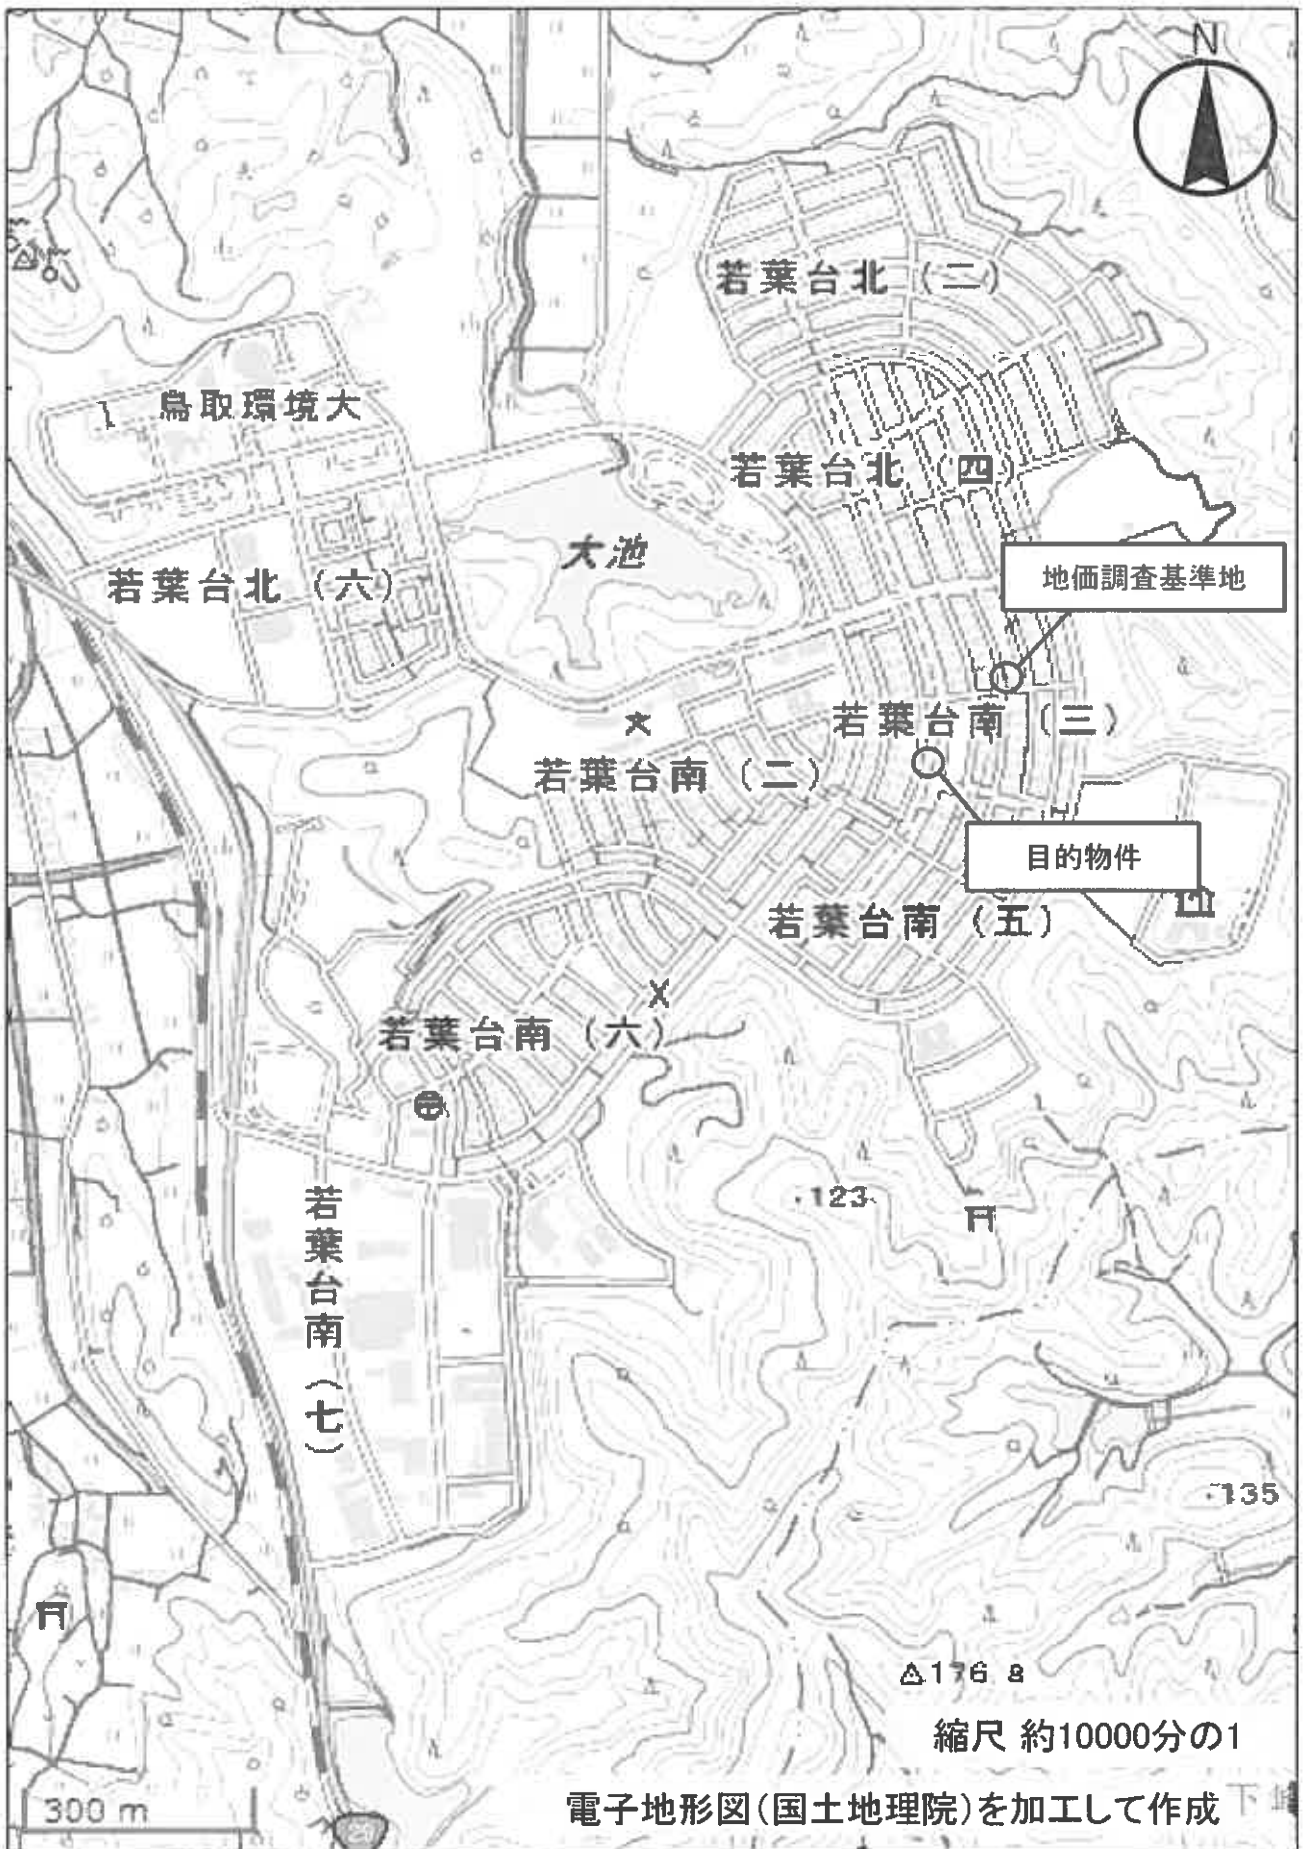 N
若葉台北（二）
鳥取環境大
若葉台北（四）
大池
地価調査基準地
若葉台北（六）
若葉台南（三）
若葉台南（二）
目的物件
若葉台南（五）
若葉台南（六）
123
若葉台南（七）
135
176.8
縮尺 約10000分の1
300 m
電子地形図(国土地理院)を加工して作成